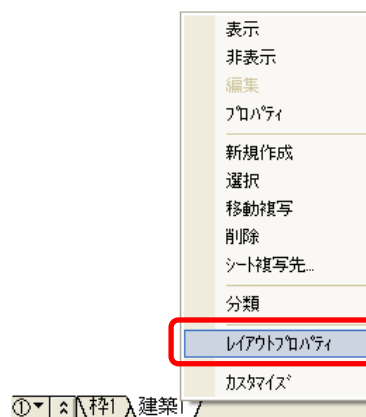 表示
非表示
編集
ﾌﾟﾛﾊﾟﾃｨ
新規作成
選択
移動複写
削除
ｼｰﾄ複写先...
分類
ﾚｲｱｳﾄﾌﾟﾛﾊﾟﾃｨ
ｶｽﾀﾏｲｽﾞ
①▼ 枠1 建築